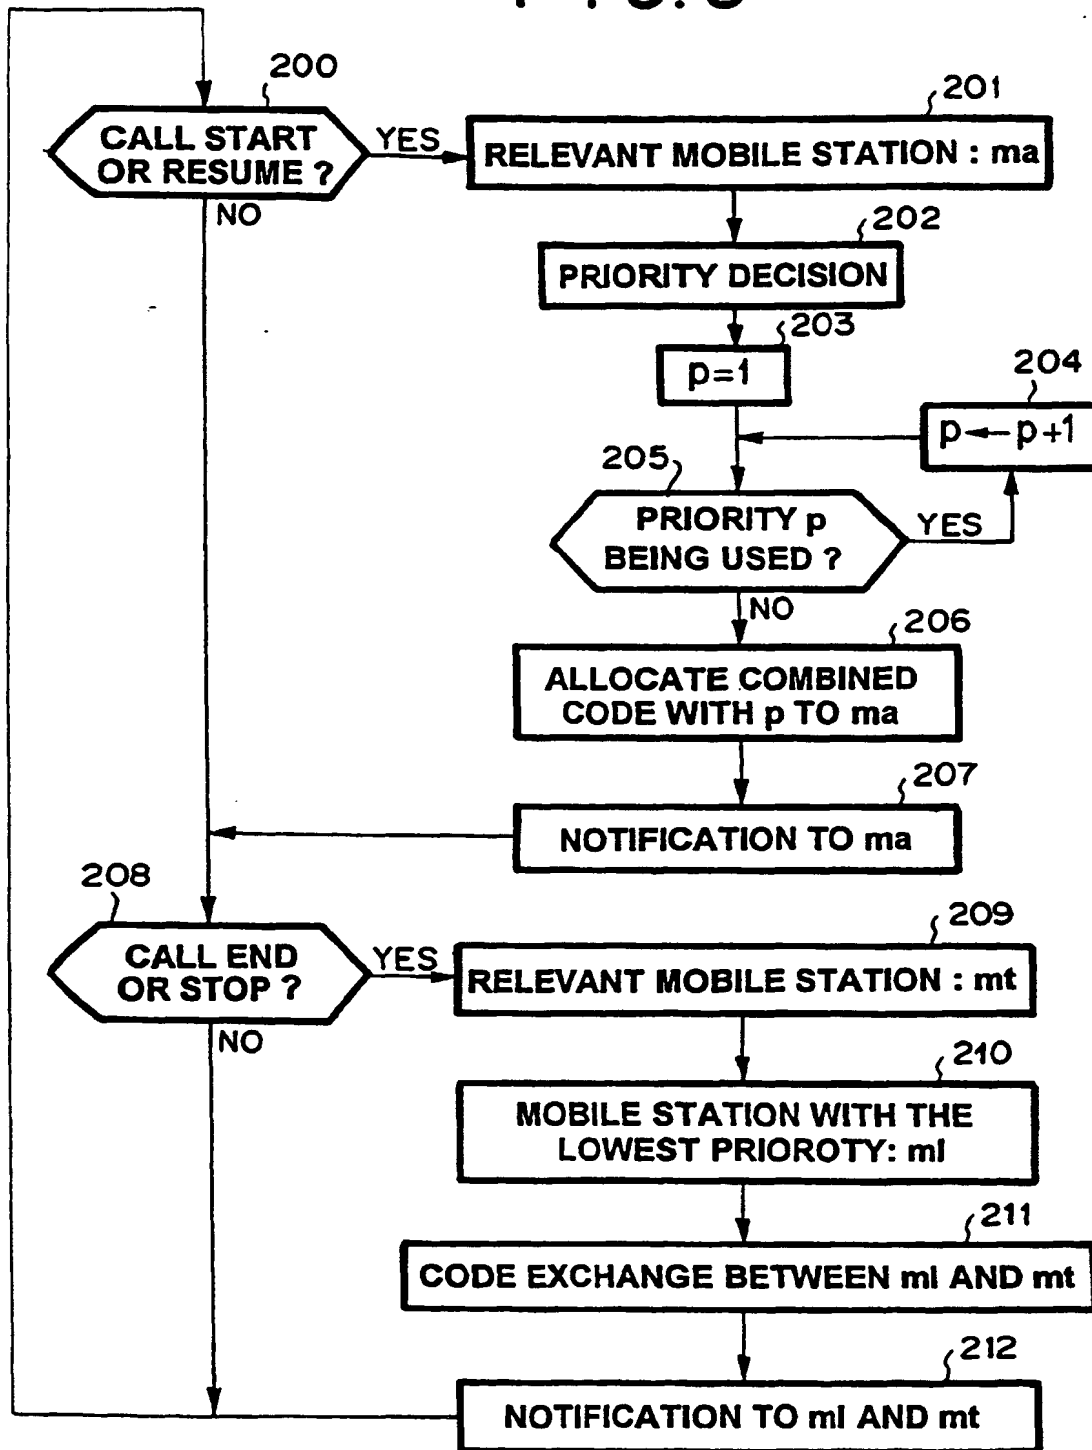 200
CALL START
OR RESUME ?
YES
NO
201
RELEVANT MOBILE STATION : ma
202
PRIORITY DECISION
203
p=1
204
p ← p+1
205
PRIORITY p
BEING USED ?
YES
NO
206
ALLOCATE COMBINED
CODE WITH p TO ma
207
NOTIFICATION TO ma
208
CALL END
OR STOP ?
YES
NO
209
RELEVANT MOBILE STATION : mt
210
MOBILE STATION WITH THE
LOWEST PRIOROTY: ml
211
CODE EXCHANGE BETWEEN ml AND mt
212
NOTIFICATION TO ml AND mt